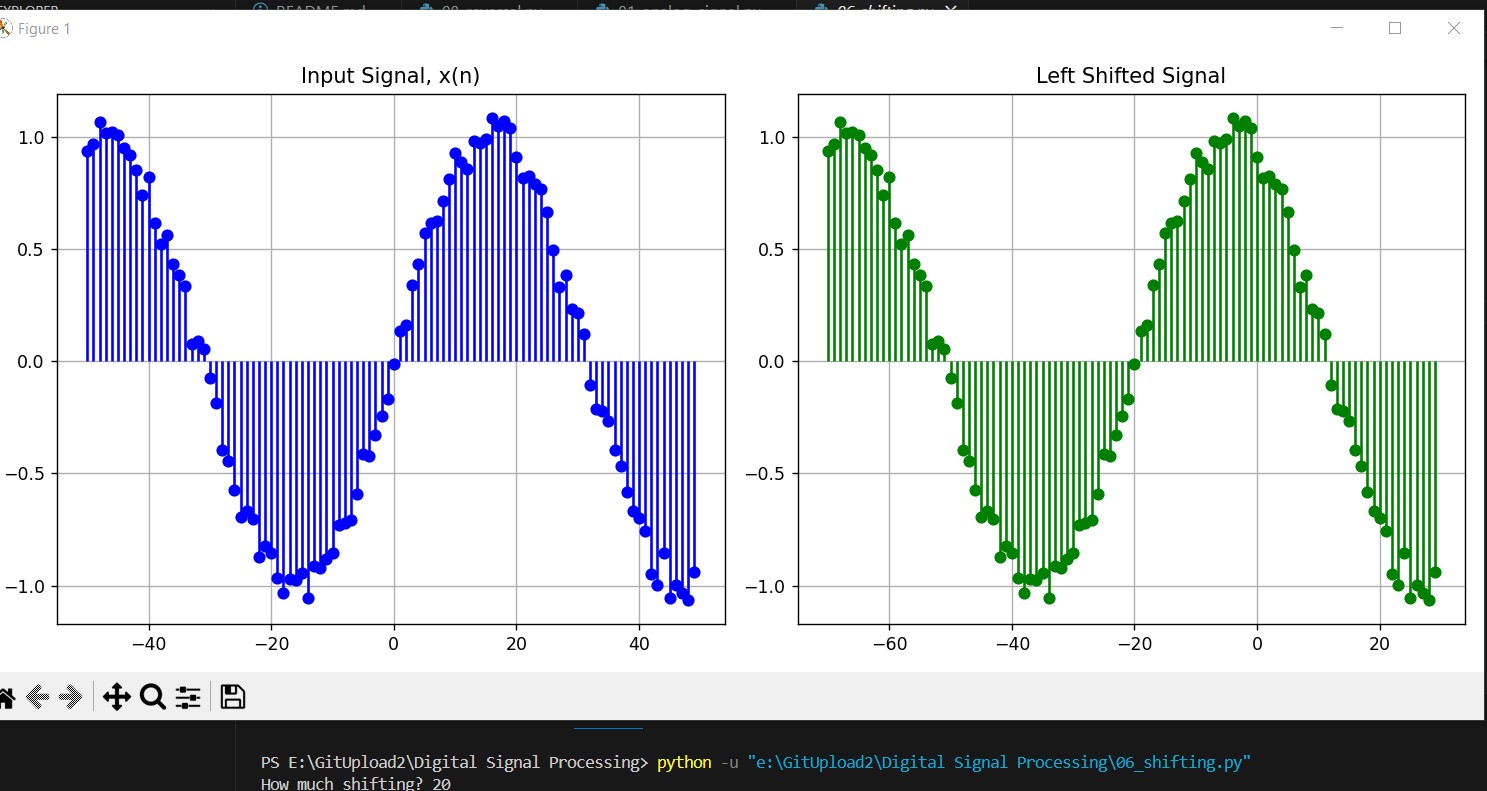 Figure 1
Input Signal, x(n)
Left Shifted Signal
1.0
0.5
0.0
−0.5
−1.0
−40 −20 0 20 40
1.0
0.5
0.0
−0.5
−1.0
−60 −40 −20 0 20
PS E:\GitUpload2\Digital Signal Processing> python -u "e:\GitUpload2\Digital Signal Processing\06_shifting.py"
How much shifting? 20